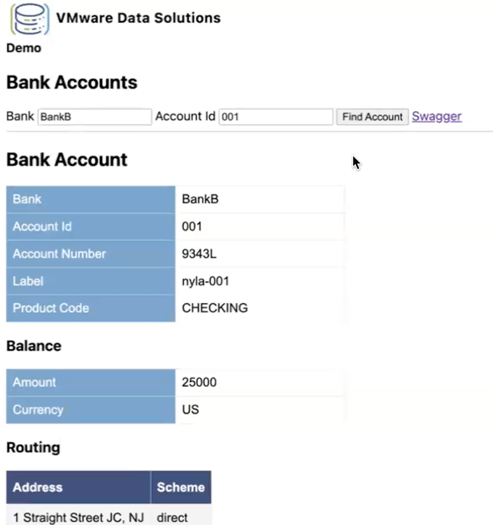 VMware Data Solutions
Demo
Bank Accounts
Bank BankB Account Id 001 Find Account Swagger
Bank Account
Bank BankB
Account Id 001
Account Number 9343L
Label nyla-001
Product Code CHECKING
Balance
Amount 25000
Currency US
Routing
Address Scheme
1 Straight Street JC, NJ direct